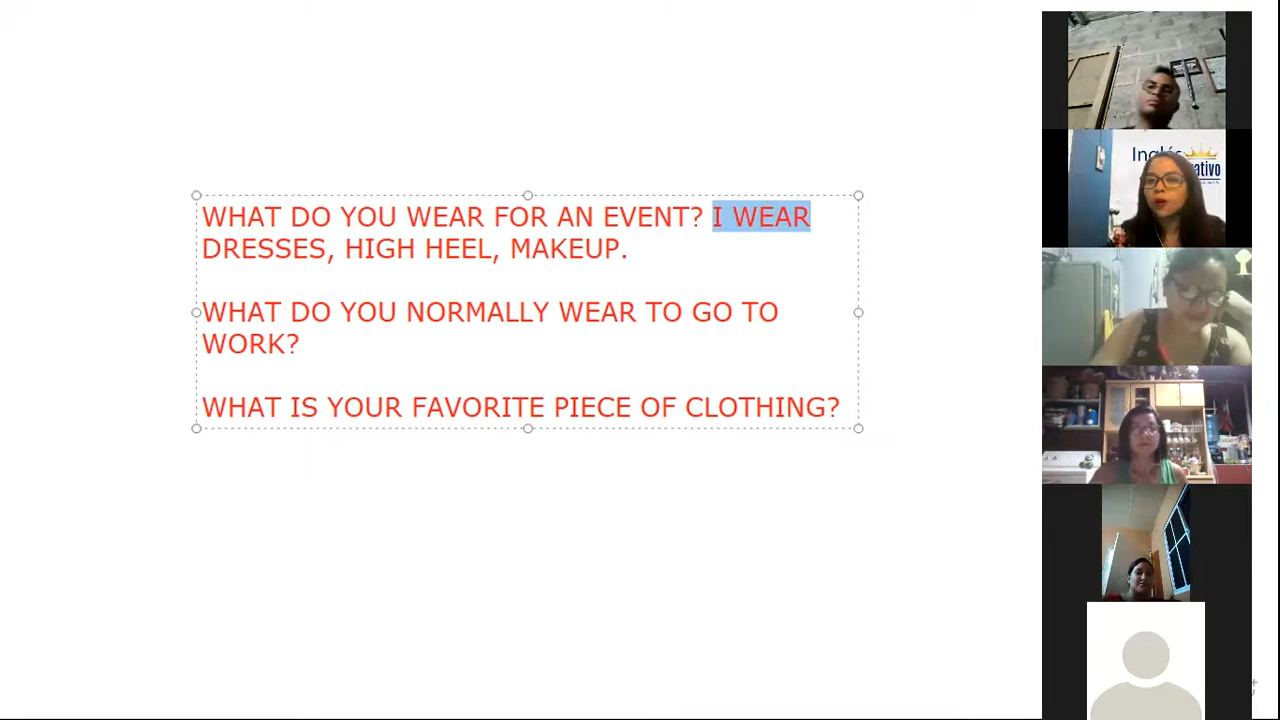 WHAT DO YOU WEAR FOR AN EVENT? I WEAR
DRESSES, HIGH HEEL, MAKEUP.
WHAT DO YOU NORMALLY WEAR TO GO TO
WORK?
WHAT IS YOUR FAVORITE PIECE OF CLOTHING?
Inglés